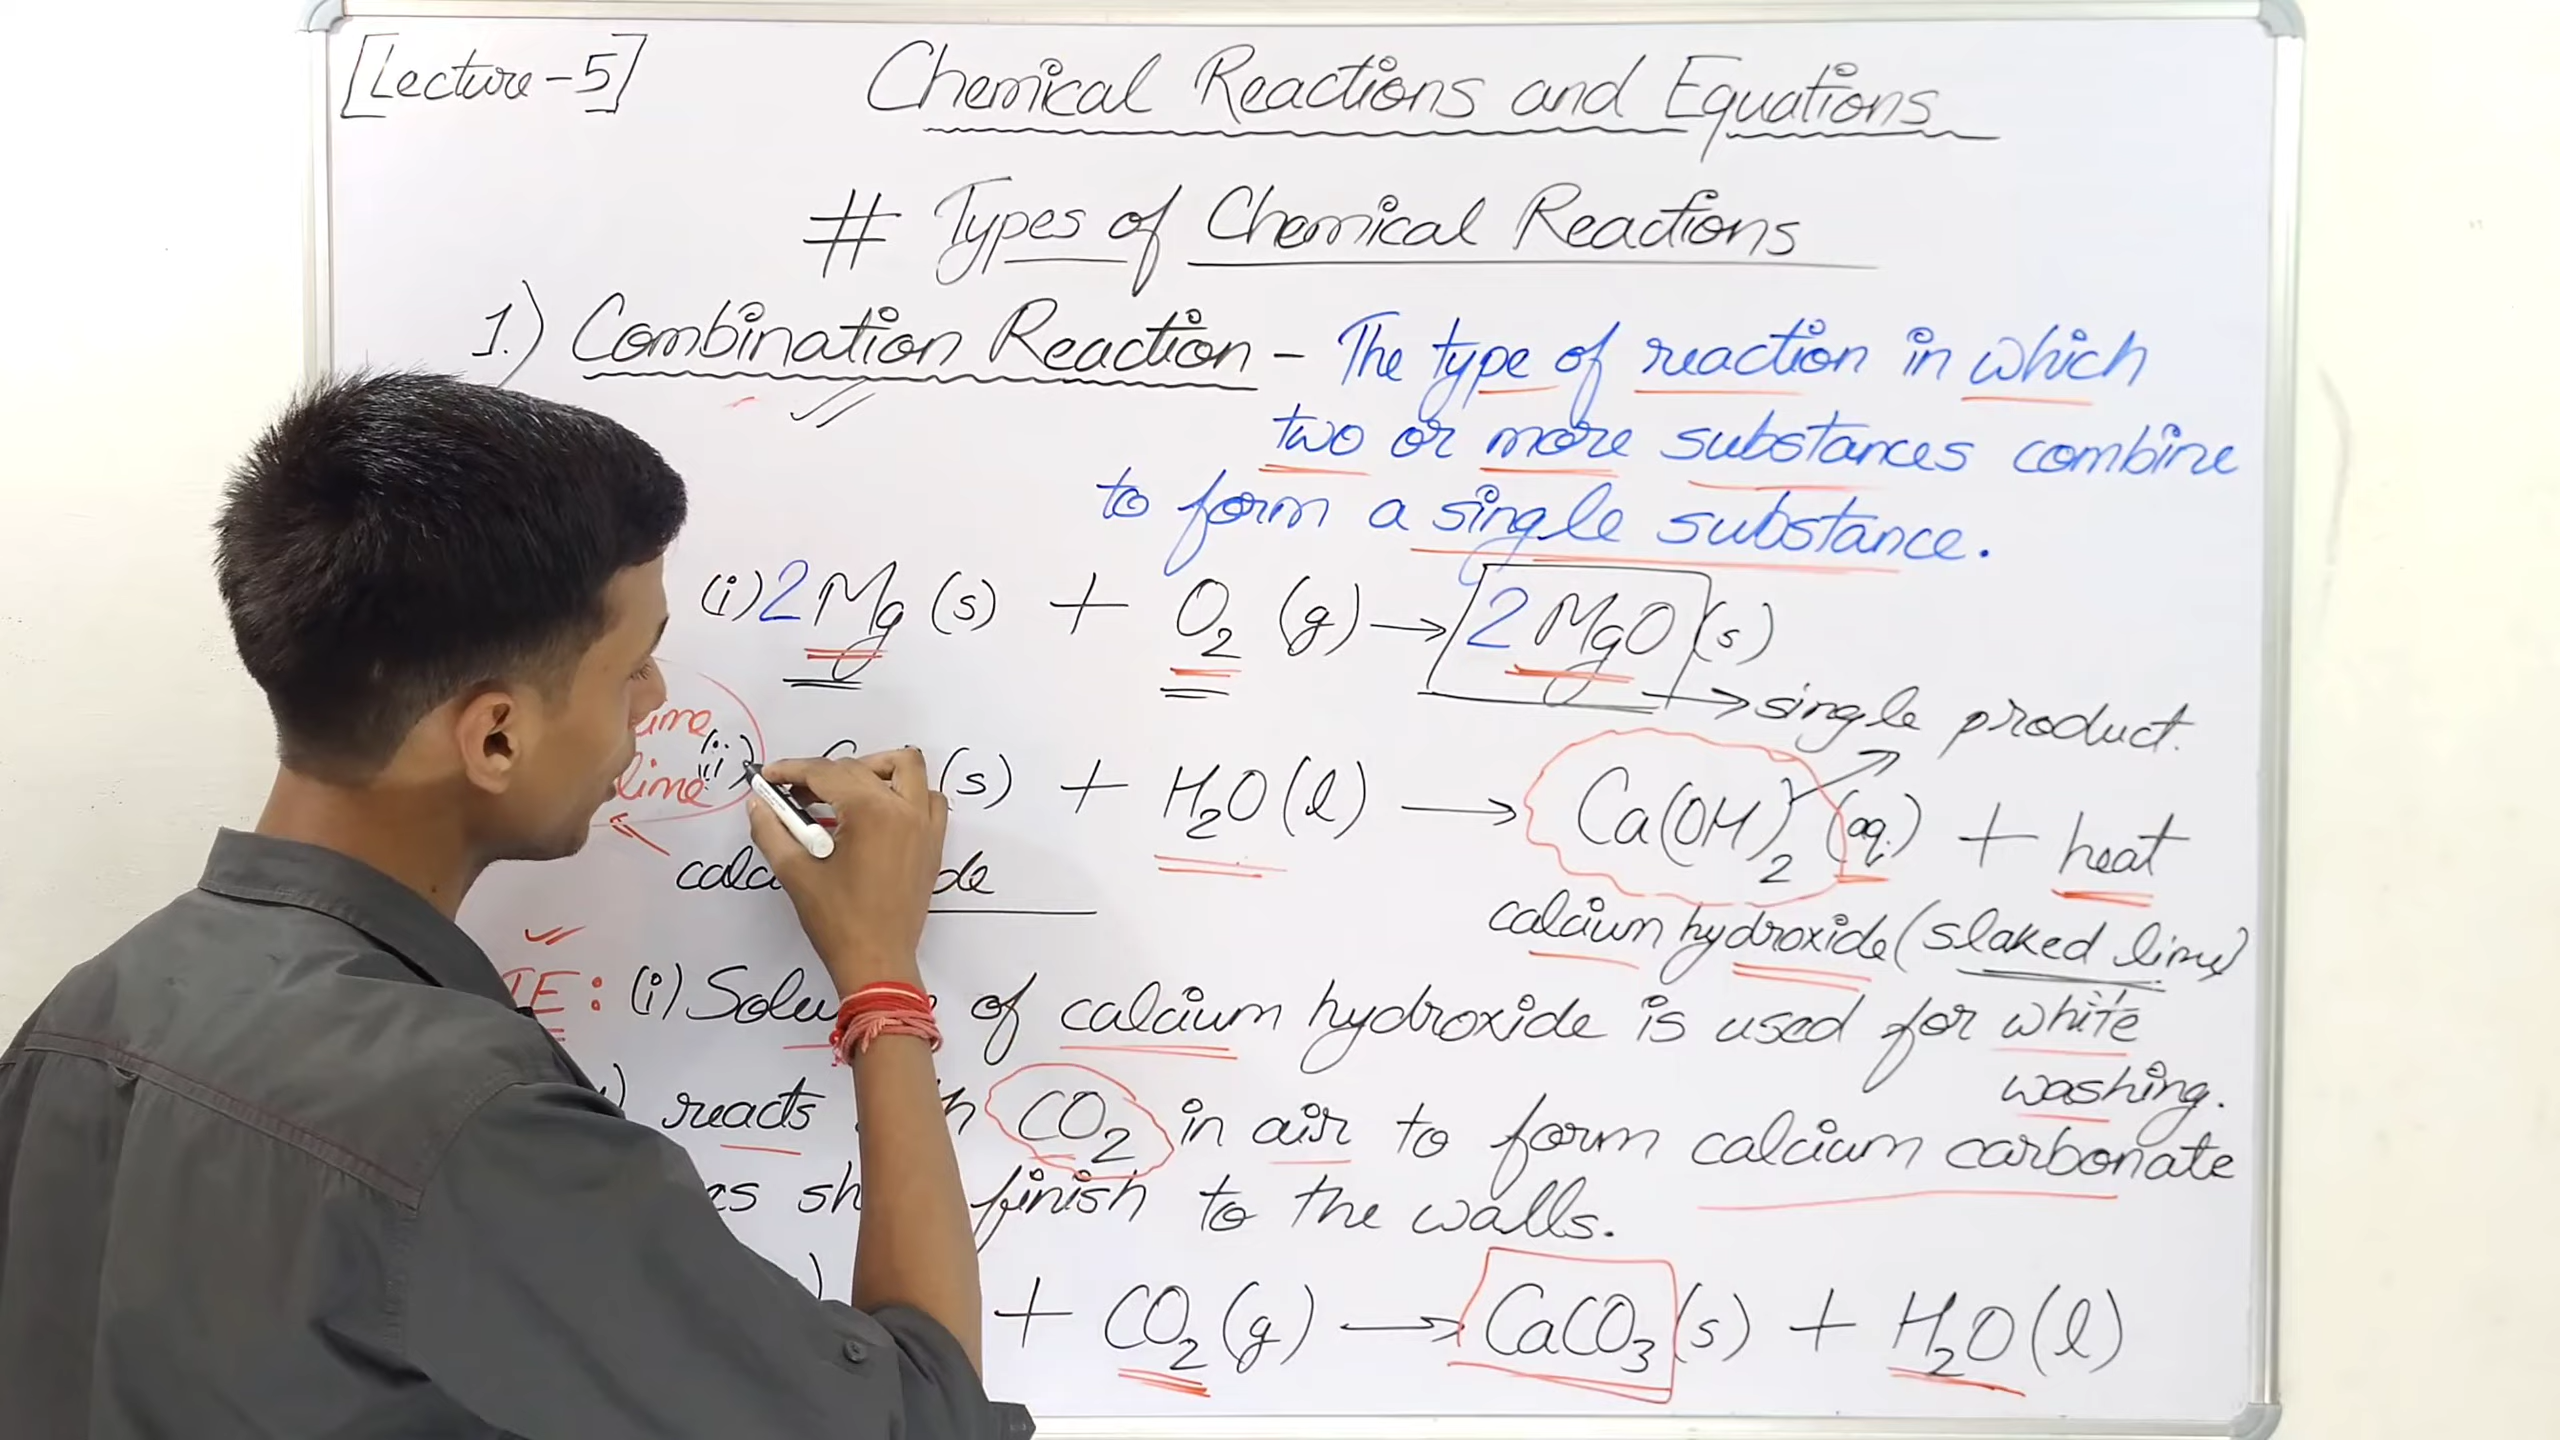 [Lecture-5]
Chemical Reactions and Equations
# Types of Chemical Reactions
1.) Combination Reaction - The type of reaction in which
two or more substances combine
to form a single substance.
(i) 2Mg (s) + O₂ (g) → 2MgO (s)
single product.
lime
(ii) (s) + H₂O (l) → Ca(OH)₂ (aq.) + heat
calcium hydroxide (slaked lime)
(i) of calcium hydroxide is used for white
washing.
reacts CO₂ in air to form calcium carbonate
finish to the walls.
+ CO₂ (g) → CaCO₃ (s) + H₂O (l)